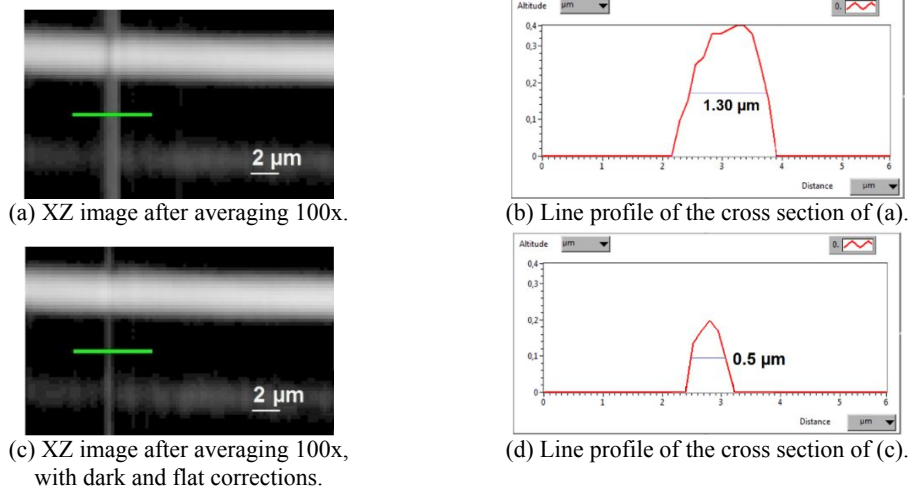 2 µm
(a) XZ image after averaging 100x.
Altitude µm 0.
0,4
0,3
0,2
0,1
0
1.30 µm
0 1 2 3 4 5 6
Distance µm
(b) Line profile of the cross section of (a).
2 µm
(c) XZ image after averaging 100x,
with dark and flat corrections.
Altitude µm 0.
0,4
0,3
0,2
0,1
0
0.5 µm
0 1 2 3 4 5 6
Distance µm
(d) Line profile of the cross section of (c).